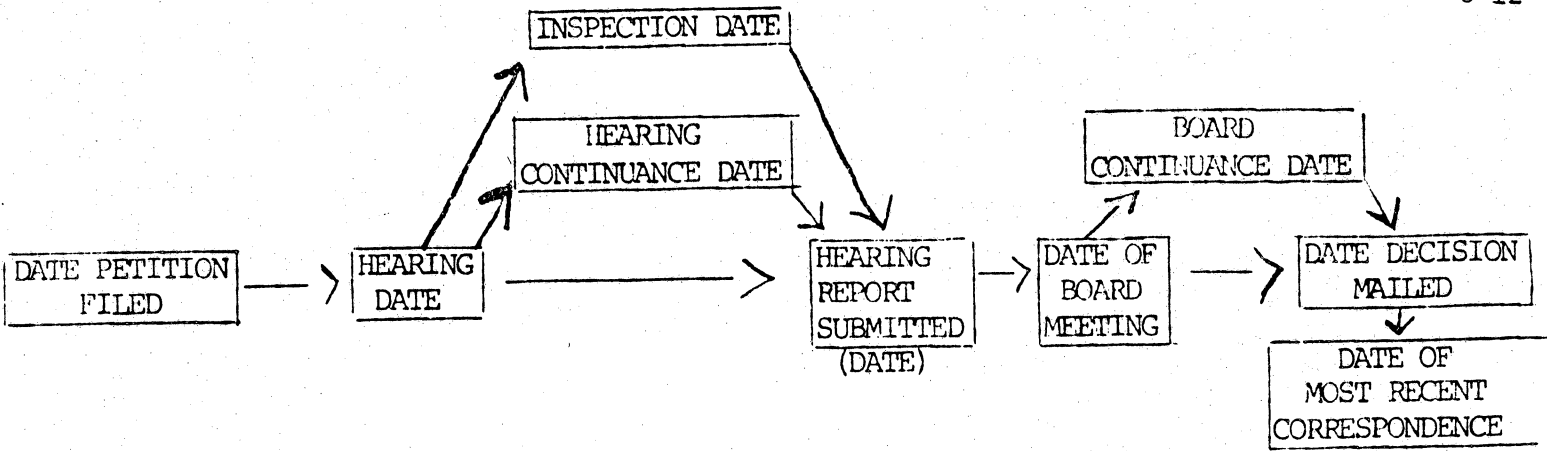 INSPECTION DATE
HEARING
CONTINUANCE DATE
BOARD
CONTINUANCE DATE
DATE PETITION
FILED
HEARING
DATE
HEARING
REPORT
SUBMITTED
(DATE)
DATE OF
BOARD
MEETING
DATE DECISION
MAILED
DATE OF
MOST RECENT
CORRESPONDENCE